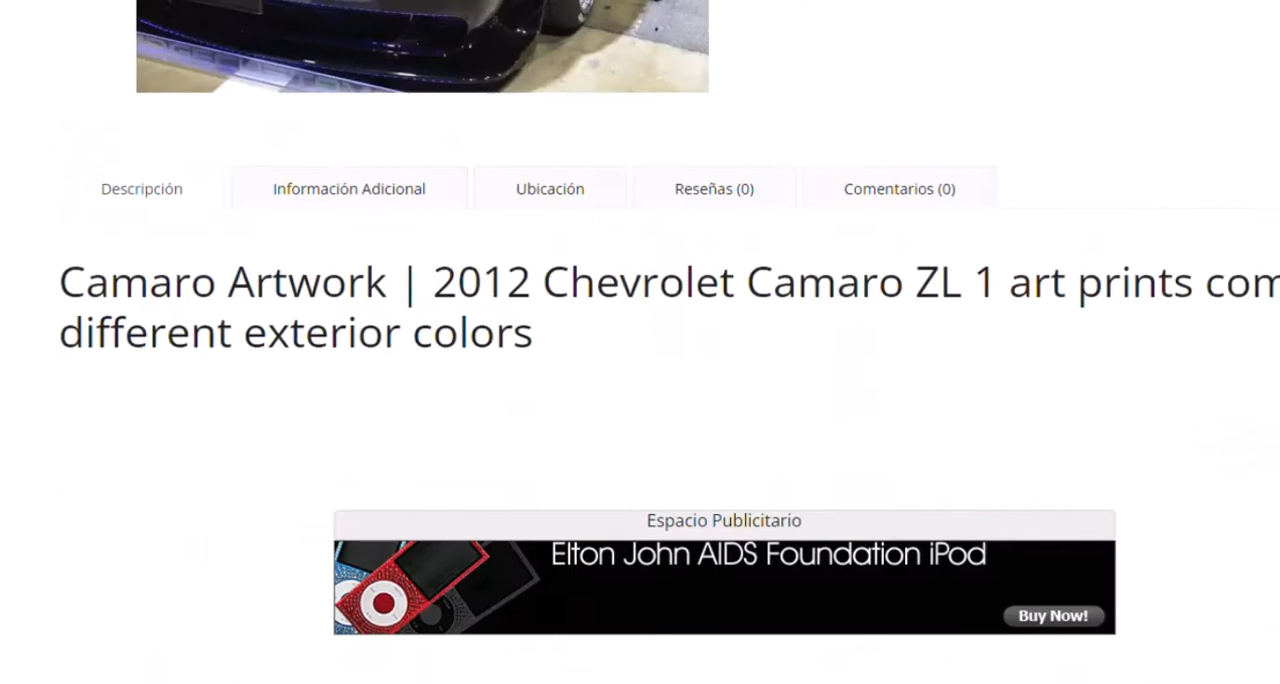 Descripción
Información Adicional
Ubicación
Reseñas (0)
Comentarios (0)
Camaro Artwork | 2012 Chevrolet Camaro ZL 1 art prints
different exterior colors
Espacio Publicitario
Elton John AIDS Foundation iPod
Buy Now!